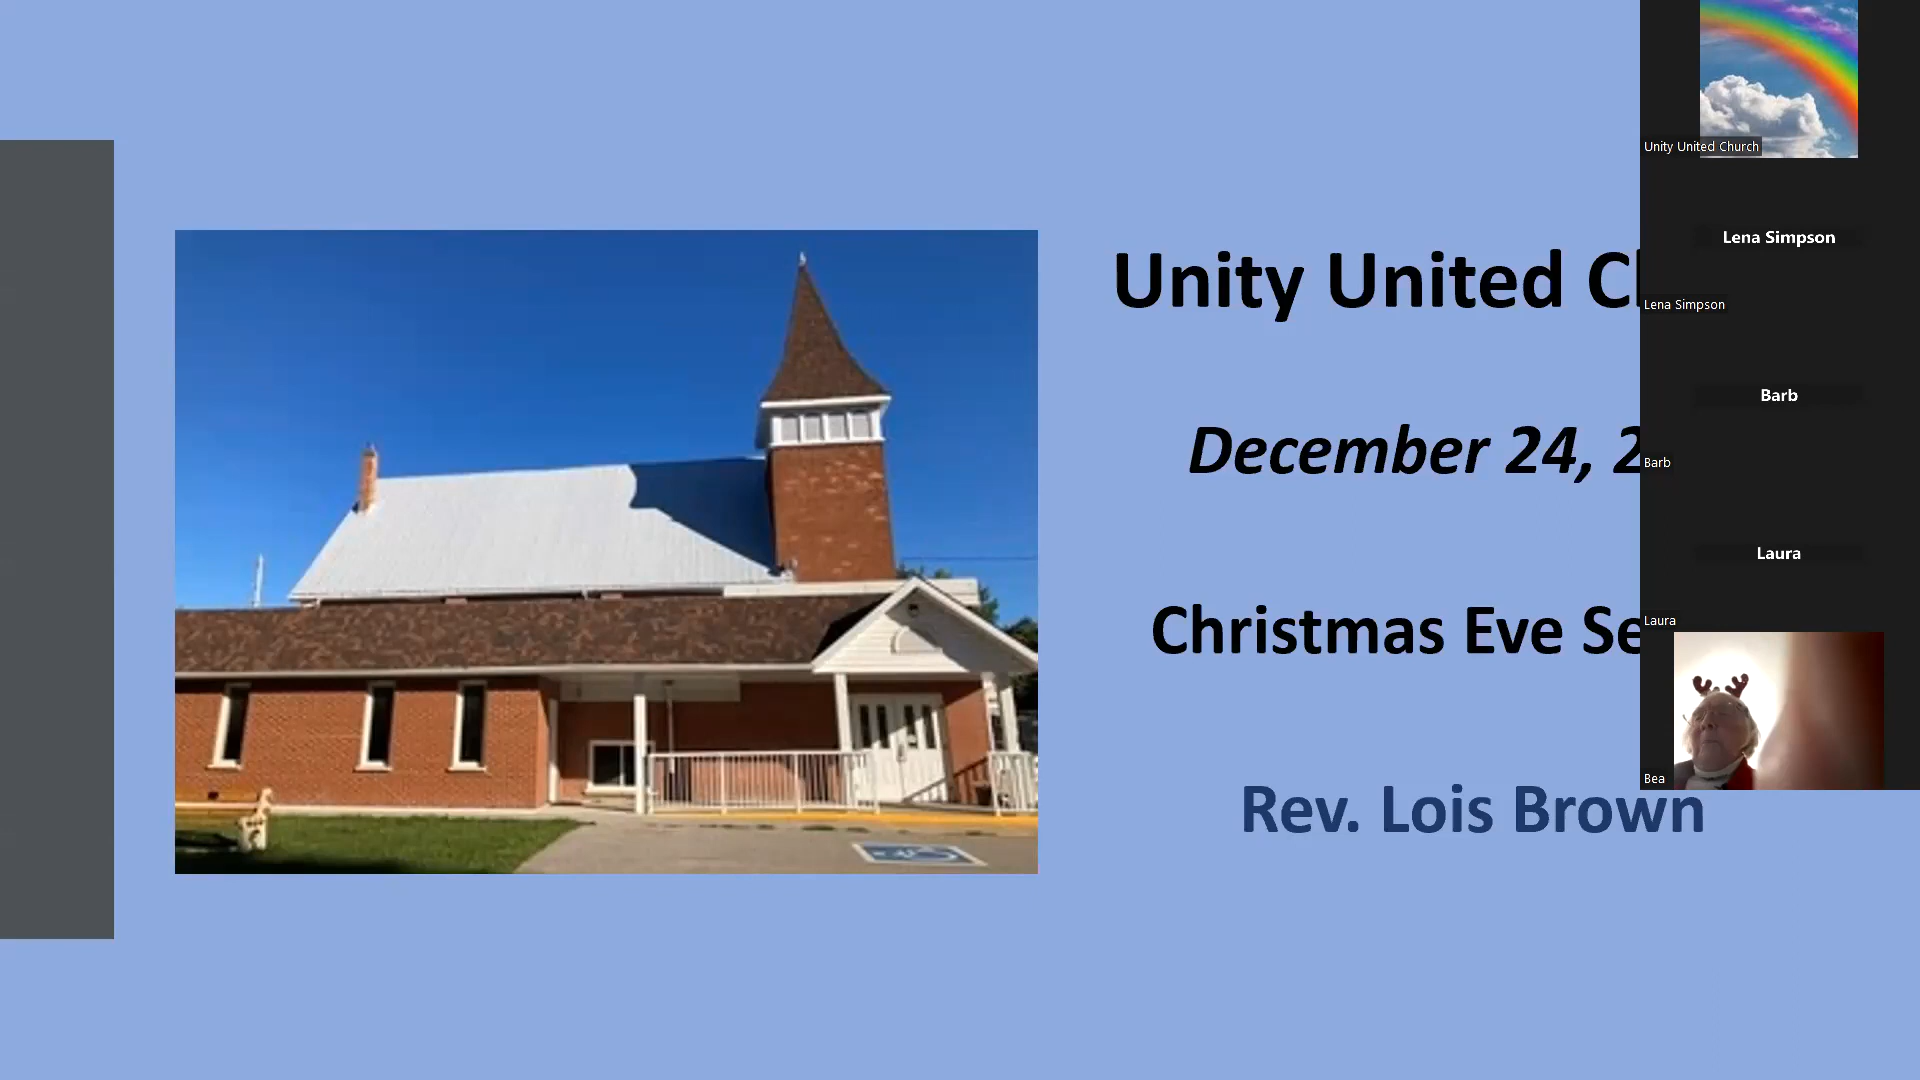 Unity United C
December 24, 2
Christmas Eve Se
Rev. Lois Brown
Unity United Church
Lena Simpson
Lena Simpson
Barb
Barb
Laura
Laura
Bea